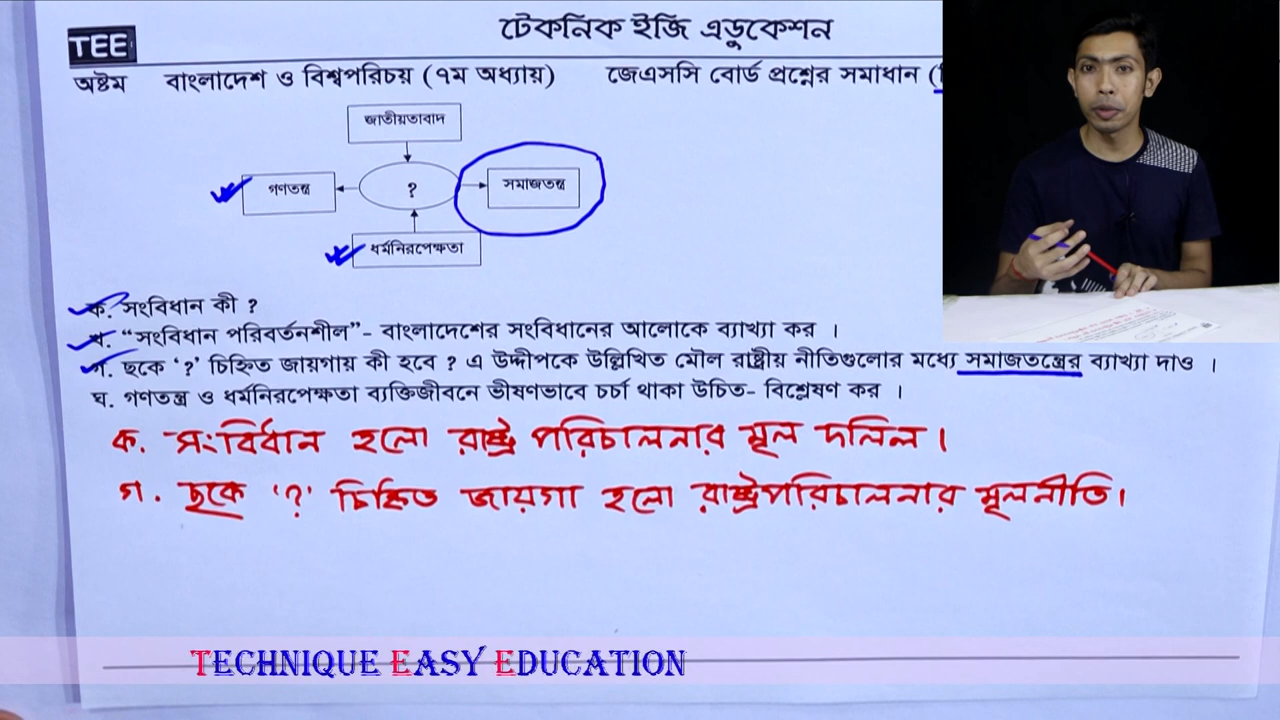 TEE
টেকনিক ইজি এডুকেশন
অষ্টম বাংলাদেশ ও বিশ্বপরিচয় (৭ম অধ্যায়) জেএসসি বোর্ড প্রশ্নের সমাধান (
জাতীয়তাবাদ
গণতন্ত্র
?
সমাজতন্ত্র
ধর্মনিরপেক্ষতা
ক. সংবিধান কী ?
খ. “সংবিধান পরিবর্তনশীল”- বাংলাদেশের সংবিধানের আলোকে ব্যাখ্যা কর ।
গ. ছকে ‘?’ চিহ্নিত জায়গায় কী হবে ? এ উদ্দীপকে উল্লিখিত মৌল রাষ্ট্রীয় নীতিগুলোর মধ্যে সমাজতন্ত্রের ব্যাখ্যা দাও ।
ঘ. গণতন্ত্র ও ধর্মনিরপেক্ষতা ব্যক্তিজীবনে ভীষণভাবে চর্চা থাকা উচিত- বিশ্লেষণ কর ।
ক. সংবিধান হলো রাষ্ট্র পরিচালনার মূল দলিল।
গ. ছকে ‘?’ চিহ্নিত জায়গা হলো রাষ্ট্রপরিচালনার মূলনীতি।
TECHNIQUE EASY EDUCATION